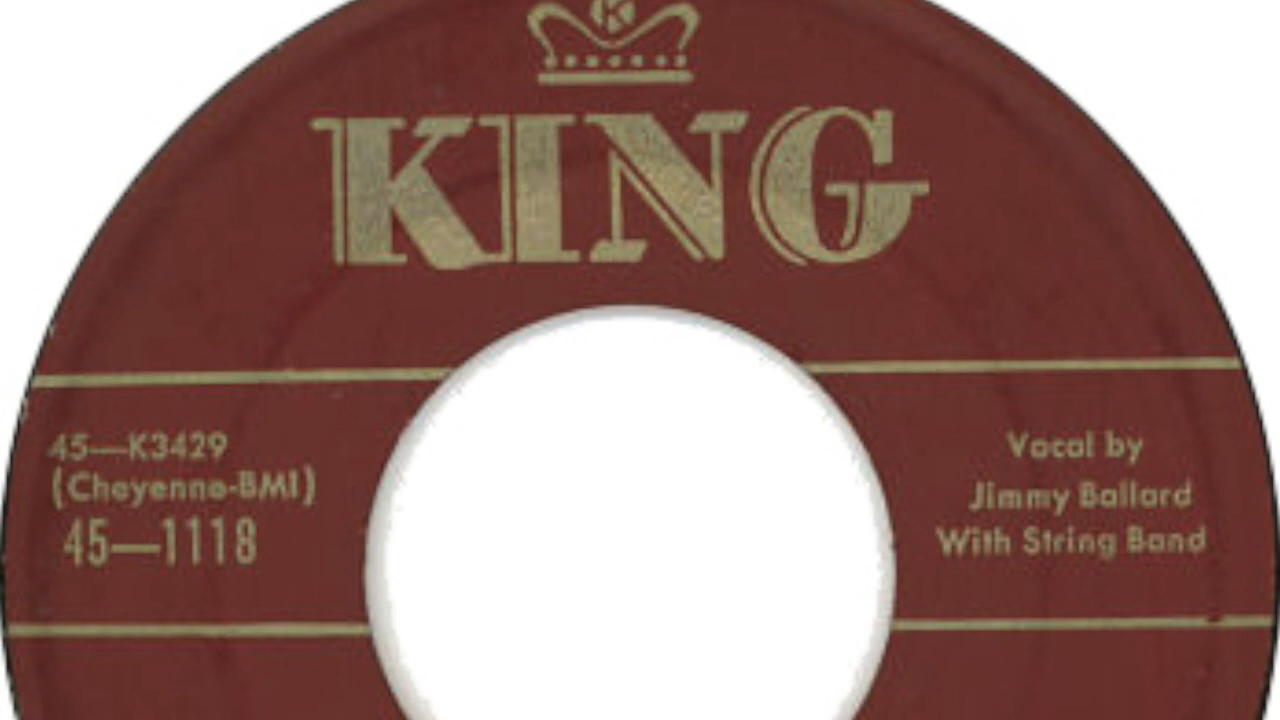 K
KING
45—K3429
(Cheyenne-BMI)
45—1118
Vocal by
Jimmy Ballard
With String Band